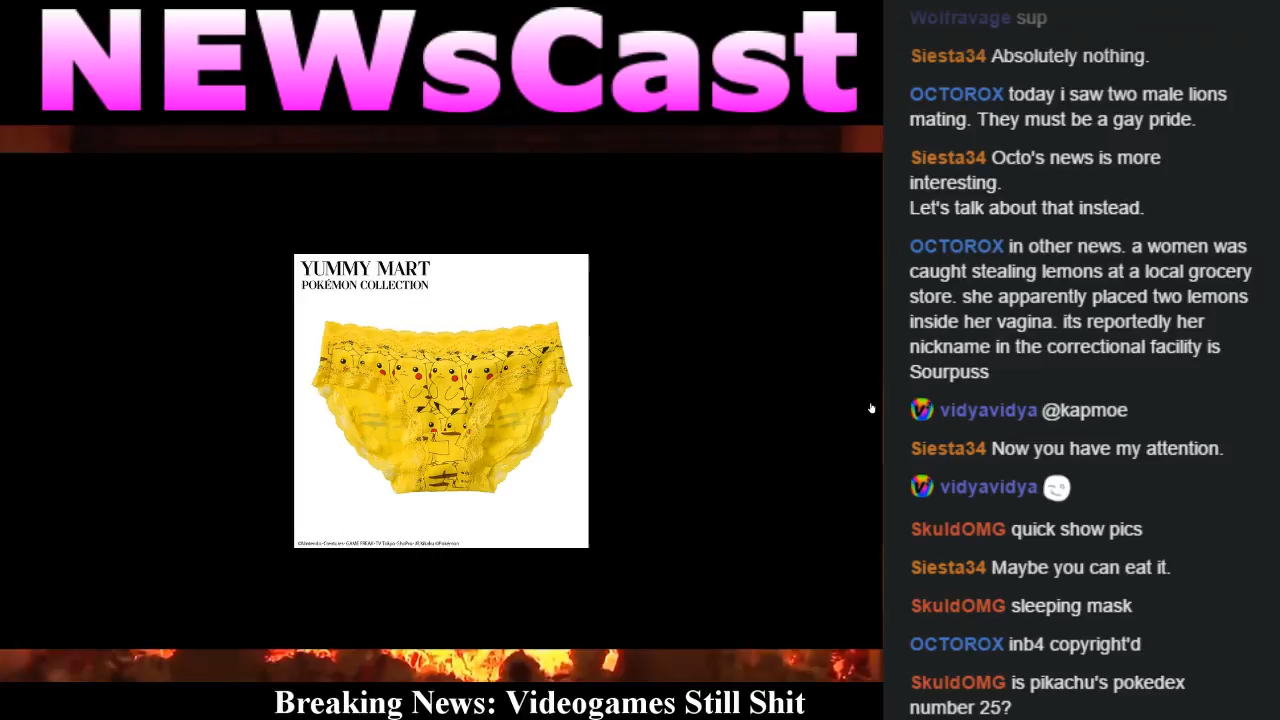 NEWsCast
YUMMY MART
POKÉMON COLLECTION
Breaking News: Videogames Still Shit
Wolfravage sup
Siesta34 Absolutely nothing.
OCTOROX today i saw two male lions
mating. They must be a gay pride.
Siesta34 Octo's news is more
interesting.
Let's talk about that instead.
OCTOROX in other news. a women was
caught stealing lemons at a local grocery
store. she apparently placed two lemons
inside her vagina. its reportedly her
nickname in the correctional facility is
Sourpuss
vidyavidya @kapmoe
Siesta34 Now you have my attention.
vidyavidya
SkuldOMG quick show pics
Siesta34 Maybe you can eat it.
SkuldOMG sleeping mask
OCTOROX inb4 copyright'd
SkuldOMG is pikachu's pokedex
number 25?